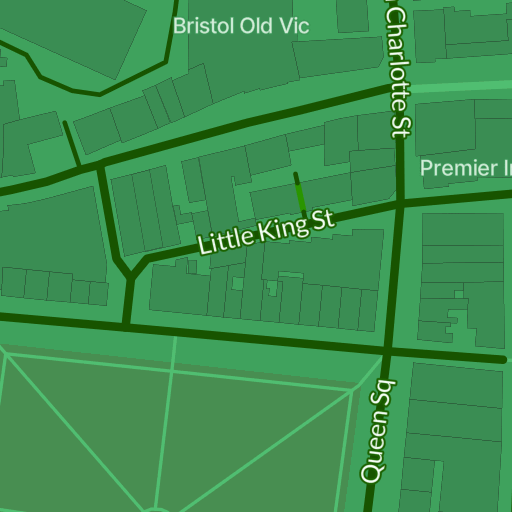 Bristol Old Vic
Charlotte St
Premier In
Little King St
Queen Sq